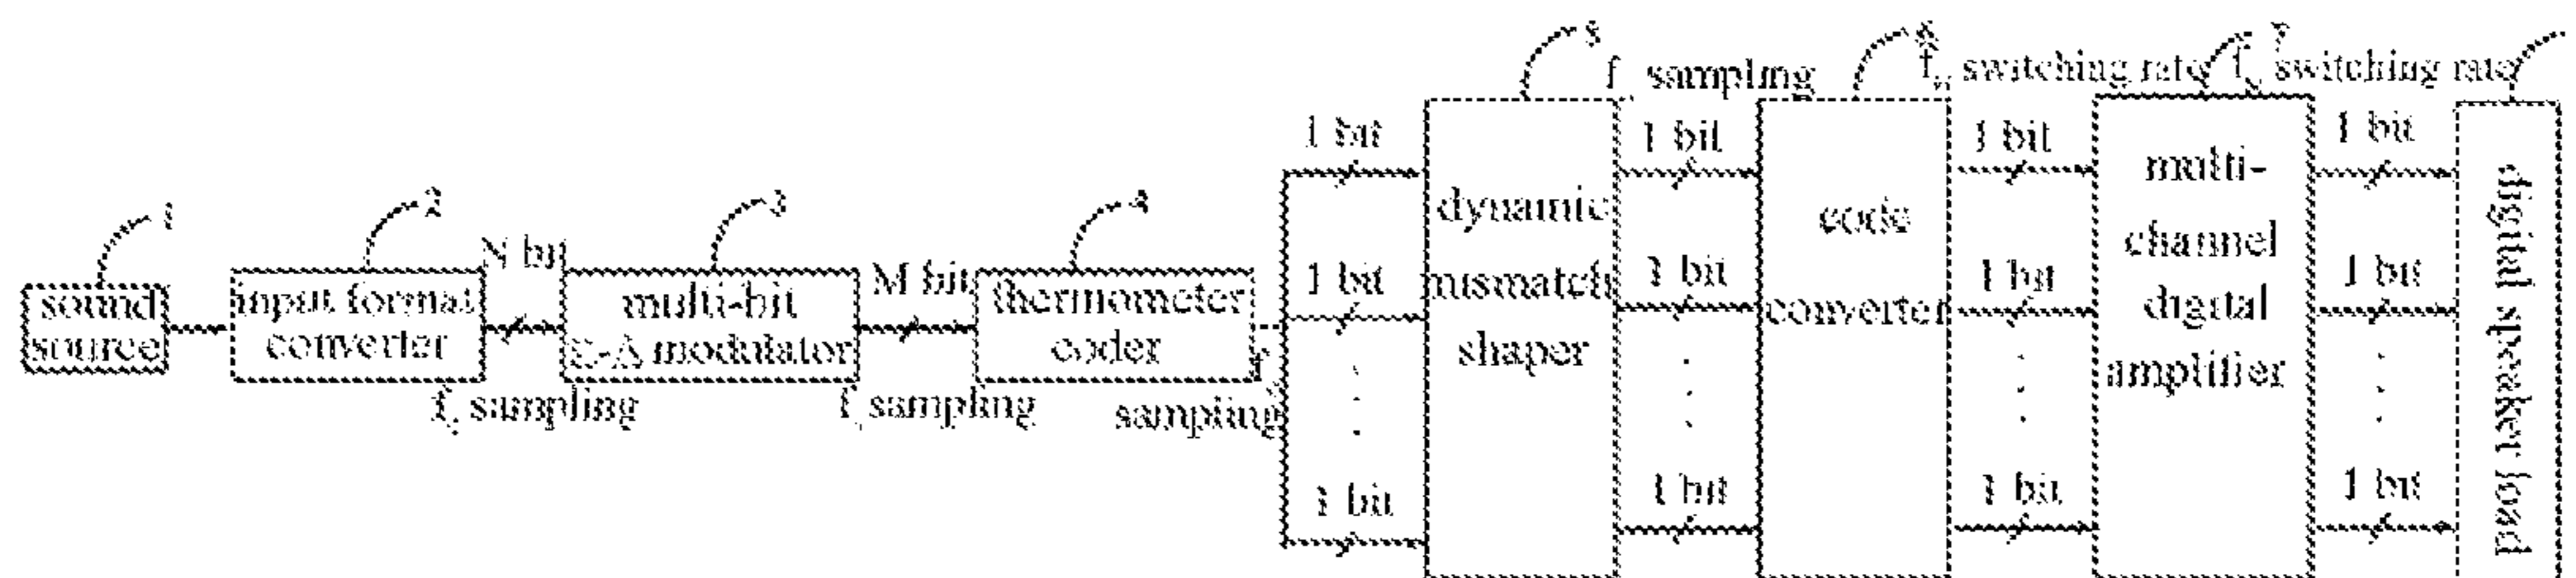 1
sound
source
2
input format
converter
N bit
f sampling
3
multi-bit
Σ-Δ modulator
M bit
f sampling
4
thermometer
coder
f
sampling
1 bit
1 bit
1 bit
5
dynamic
mismatch
shaper
f sampling
1 bit
1 bit
1 bit
6
code
converter
f switching rate
1 bit
1 bit
1 bit
7
multi-
channel
digital
amplifier
f switching rate
1 bit
1 bit
1 bit
digital speaker load